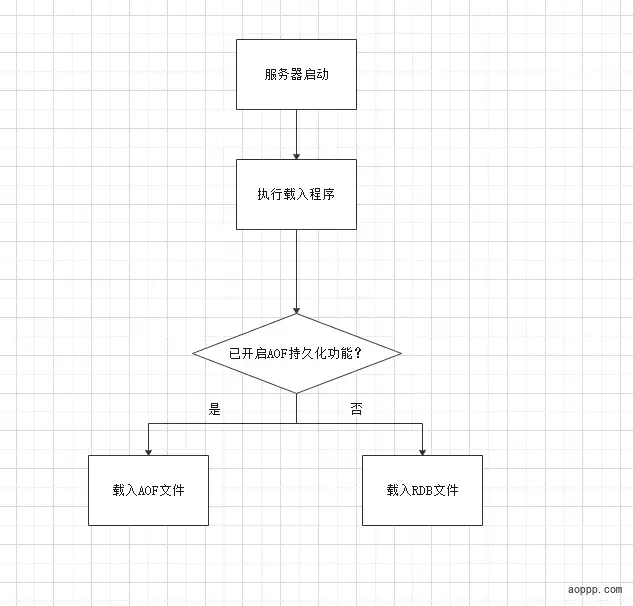 服务器启动
执行载入程序
已开启AOF持久化功能?
是
否
载入AOF文件
载入RDB文件
aoppp.com